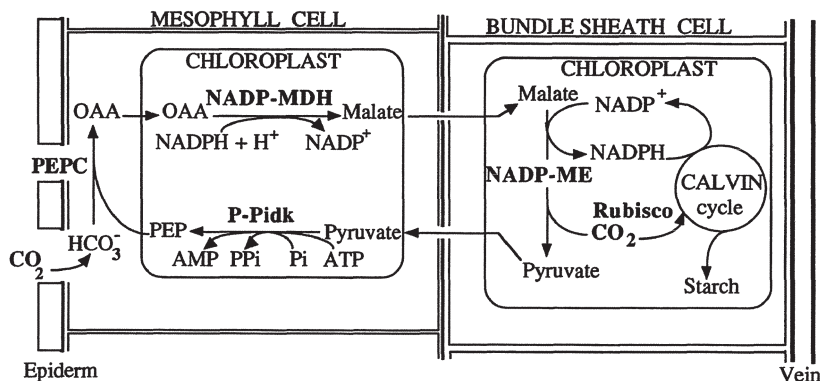 MESOPHYLL CELL
BUNDLE SHEATH CELL
CHLOROPLAST
CHLOROPLAST
OAA
OAA
NADP-MDH
Malate
NADPH + H+
NADP+
Malate
NADP+
NADPH
PEPC
NADP-ME
CALVIN
cycle
P-Pidk
Rubisco
PEP
Pyruvate
CO2
HCO3-
CO2
AMP
PPi
Pi
ATP
Pyruvate
Starch
Epiderm
Vein